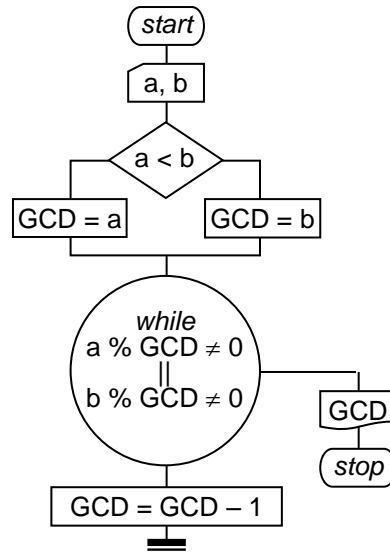 start
a, b
a < b
GCD = a
GCD = b
while
a % GCD ≠ 0
||
b % GCD ≠ 0
GCD
stop
GCD = GCD – 1